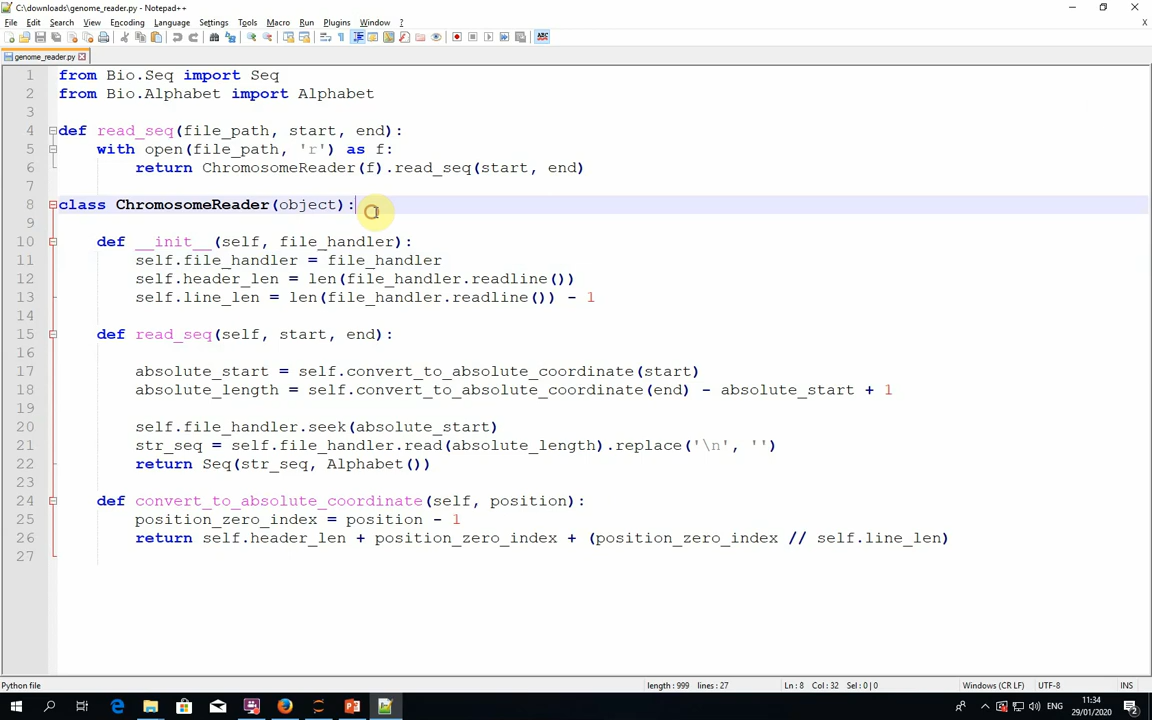 C:\downloads\genome_reader.py - Notepad++
File Edit Search View Encoding Language Settings Tools Macro Run Plugins Window ?
X
ABC
genome_reader.py
1 from Bio.Seq import Seq
2 from Bio.Alphabet import Alphabet
3
4 def read_seq(file_path, start, end):
5 with open(file_path, 'r') as f:
6 return ChromosomeReader(f).read_seq(start, end)
7
8 class ChromosomeReader(object):
9
10 def __init__(self, file_handler):
11 self.file_handler = file_handler
12 self.header_len = len(file_handler.readline())
13 self.line_len = len(file_handler.readline()) - 1
14
15 def read_seq(self, start, end):
16
17 absolute_start = self.convert_to_absolute_coordinate(start)
18 absolute_length = self.convert_to_absolute_coordinate(end) - absolute_start + 1
19
20 self.file_handler.seek(absolute_start)
21 str_seq = self.file_handler.read(absolute_length).replace('\n', '')
22 return Seq(str_seq, Alphabet())
23
24 def convert_to_absolute_coordinate(self, position):
25 position_zero_index = position - 1
26 return self.header_len + position_zero_index + (position_zero_index // self.line_len)
27
Python file length : 999 lines : 27 Ln : 8 Col : 32 Sel : 0 | 0 Windows (CR LF) UTF-8 INS
ENG
11:34
29/01/2020
2